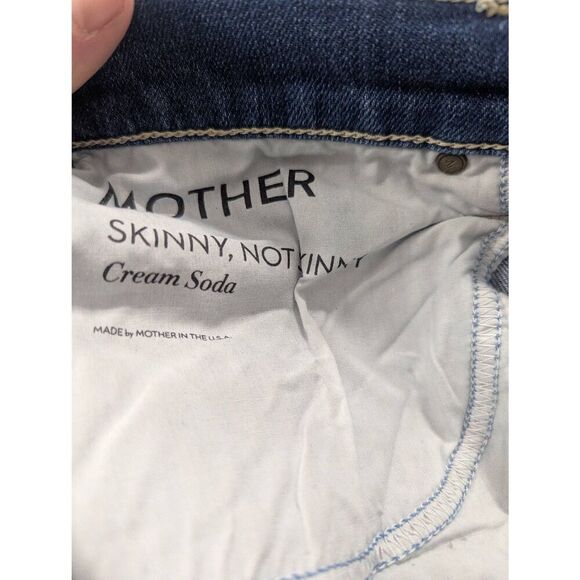 MOTHER
SKINNY, NOT
Cream Soda
MADE by MOTHER IN THE U.S.A.